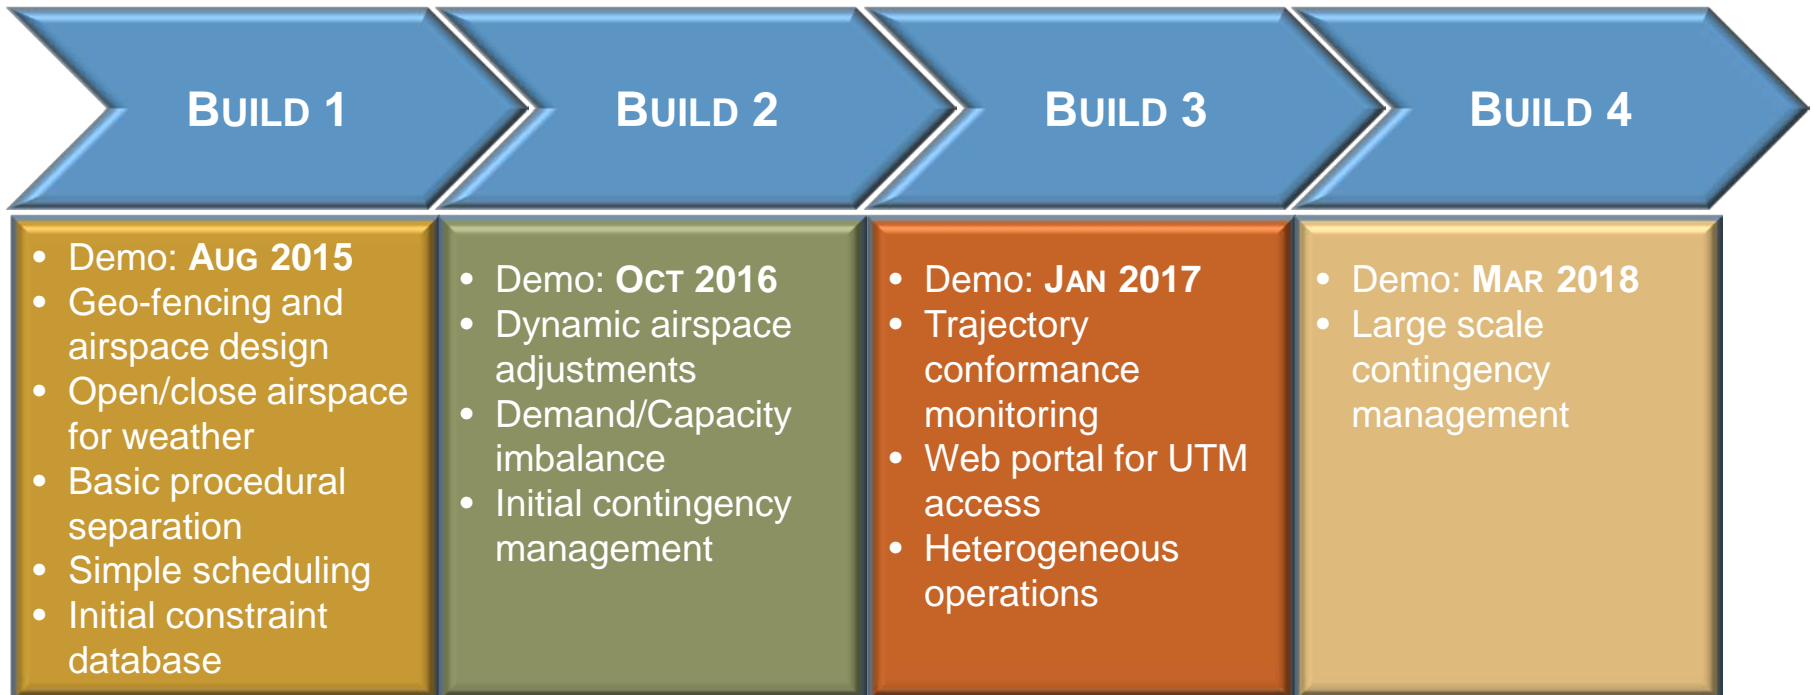 BUILD 1
BUILD 2
BUILD 3
BUILD 4
• Demo: AUG 2015
• Geo-fencing and
airspace design
• Open/close airspace
for weather
• Basic procedural
separation
• Simple scheduling
• Initial constraint
database
• Demo: OCT 2016
• Dynamic airspace
adjustments
• Demand/Capacity
imbalance
• Initial contingency
management
• Demo: JAN 2017
• Trajectory
conformance
monitoring
• Web portal for UTM
access
• Heterogeneous
operations
• Demo: MAR 2018
• Large scale
contingency
management